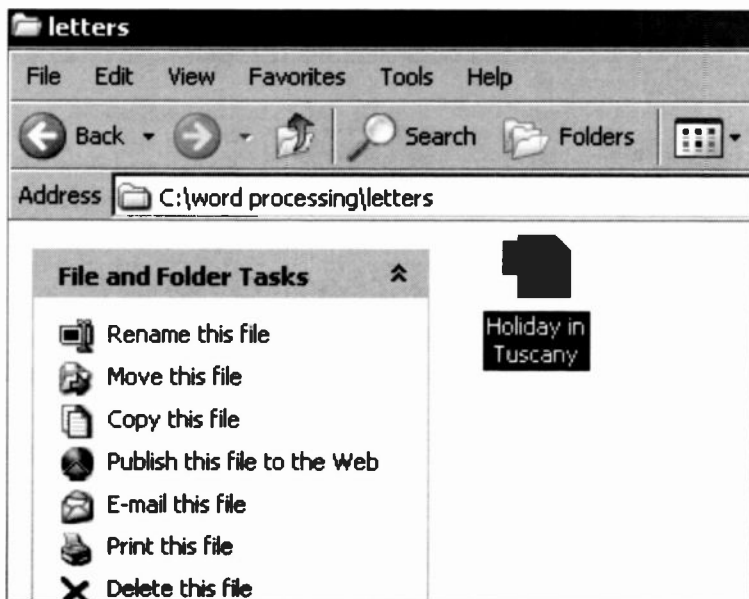 letters
File Edit View Favorites Tools Help
Back Search Folders
Address C:\word processing\letters
File and Folder Tasks
Holiday in
Tuscany
Rename this file
Move this file
Copy this file
Publish this file to the Web
E-mail this file
Print this file
Delete this file